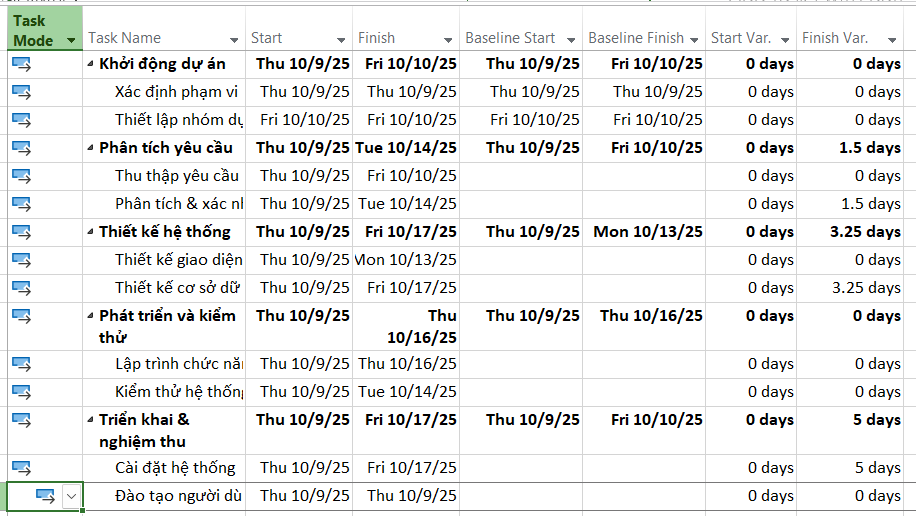 Task Mode Task Name Start Finish Baseline Start Baseline Finish Start Var. Finish Var.
Khởi động dự án Thu 10/9/25 Fri 10/10/25 Thu 10/9/25 Fri 10/10/25 0 days 0 days
Xác định phạm vi Thu 10/9/25 Thu 10/9/25 Thu 10/9/25 Thu 10/9/25 0 days 0 days
Thiết lập nhóm dự Fri 10/10/25 Fri 10/10/25 Fri 10/10/25 Fri 10/10/25 0 days 0 days
Phân tích yêu cầu Thu 10/9/25 Tue 10/14/25 Thu 10/9/25 Fri 10/10/25 0 days 1.5 days
Thu thập yêu cầu Thu 10/9/25 Fri 10/10/25 0 days 0 days
Phân tích & xác Thu 10/9/25 Tue 10/14/25 0 days 1.5 days
Thiết kế hệ thống Thu 10/9/25 Fri 10/17/25 Thu 10/9/25 Mon 10/13/25 0 days 3.25 days
Thiết kế giao diện Thu 10/9/25 Mon 10/13/25 0 days 0 days
Thiết kế cơ sở dữ Thu 10/9/25 Fri 10/17/25 0 days 3.25 days
Phát triển và kiểm thử Thu 10/9/25 Thu 10/16/25 Thu 10/9/25 Thu 10/16/25 0 days 0 days
Lập trình chức Thu 10/9/25 Thu 10/16/25 0 days 0 days
Kiểm thử hệ thống Thu 10/9/25 Tue 10/14/25 0 days 0 days
Triển khai & nghiệm thu Thu 10/9/25 Fri 10/17/25 Thu 10/9/25 Fri 10/10/25 0 days 5 days
Cài đặt hệ thống Thu 10/9/25 Fri 10/17/25 0 days 5 days
Đào tạo người Thu 10/9/25 Thu 10/9/25 0 days 0 days